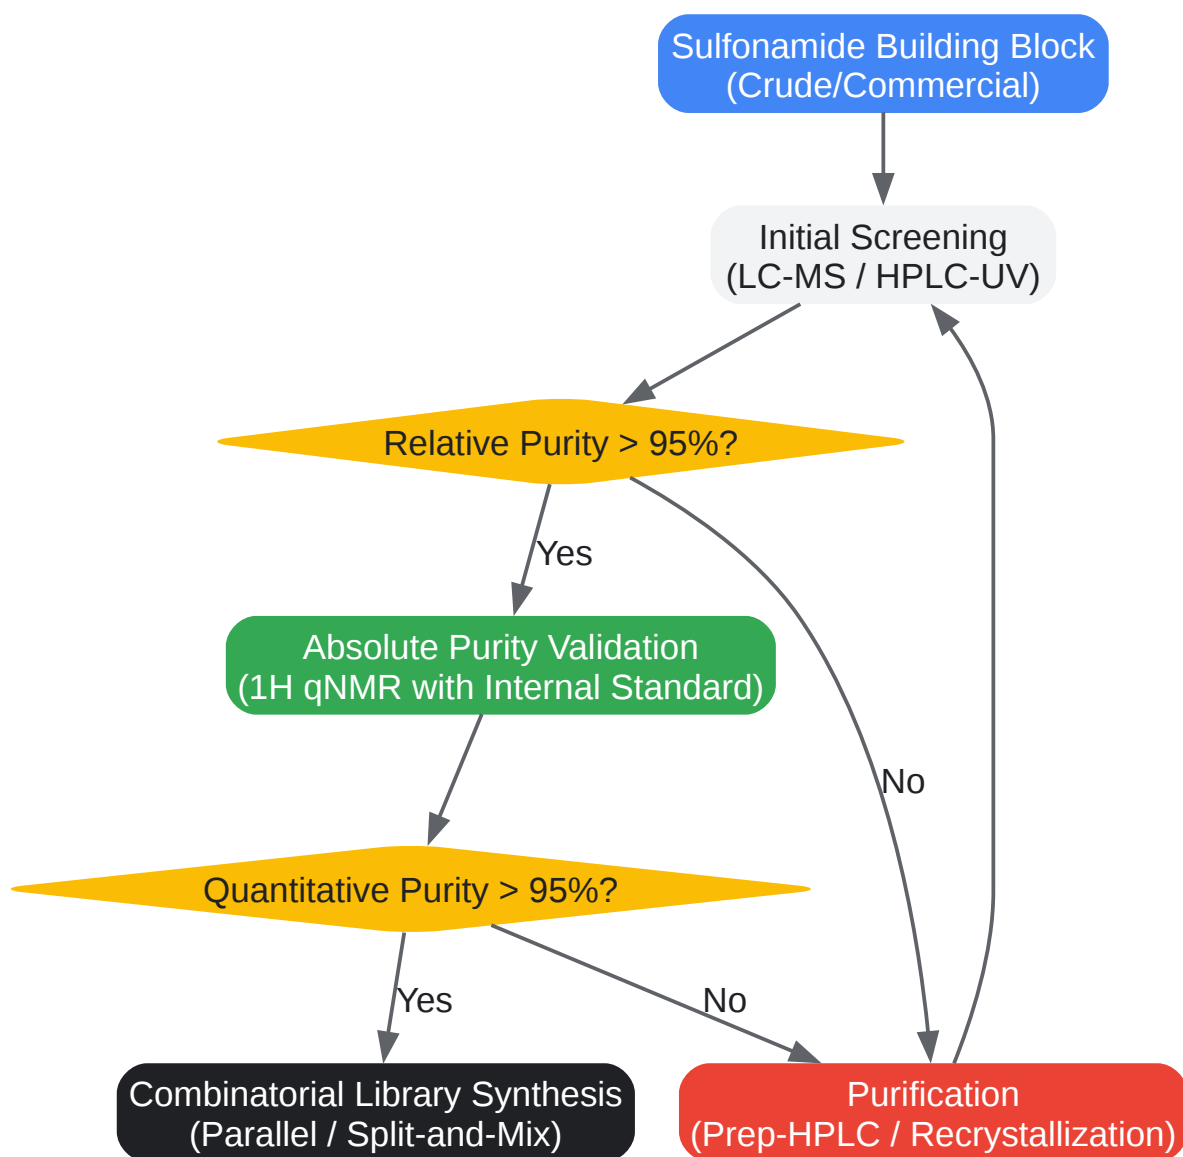 Sulfonamide Building Block
(Crude/Commercial)
Initial Screening
(LC-MS / HPLC-UV)
Relative Purity > 95%?
Yes
Absolute Purity Validation
(1H qNMR with Internal Standard)
No
Quantitative Purity > 95%?
Yes
No
Combinatorial Library Synthesis
(Parallel / Split-and-Mix)
Purification
(Prep-HPLC / Recrystallization)